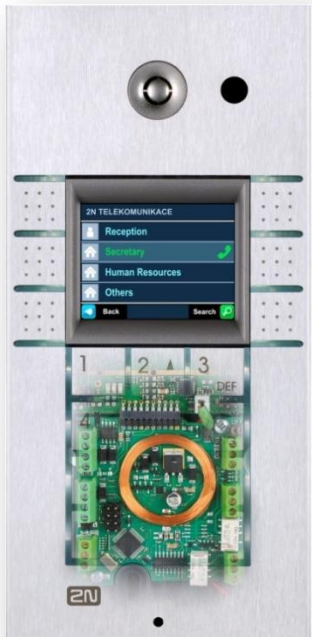 2N TELEKOMUNIKACE
Reception
Secretary
Human Resources
Others
Back Search
1 2 3
DEF
4
2N